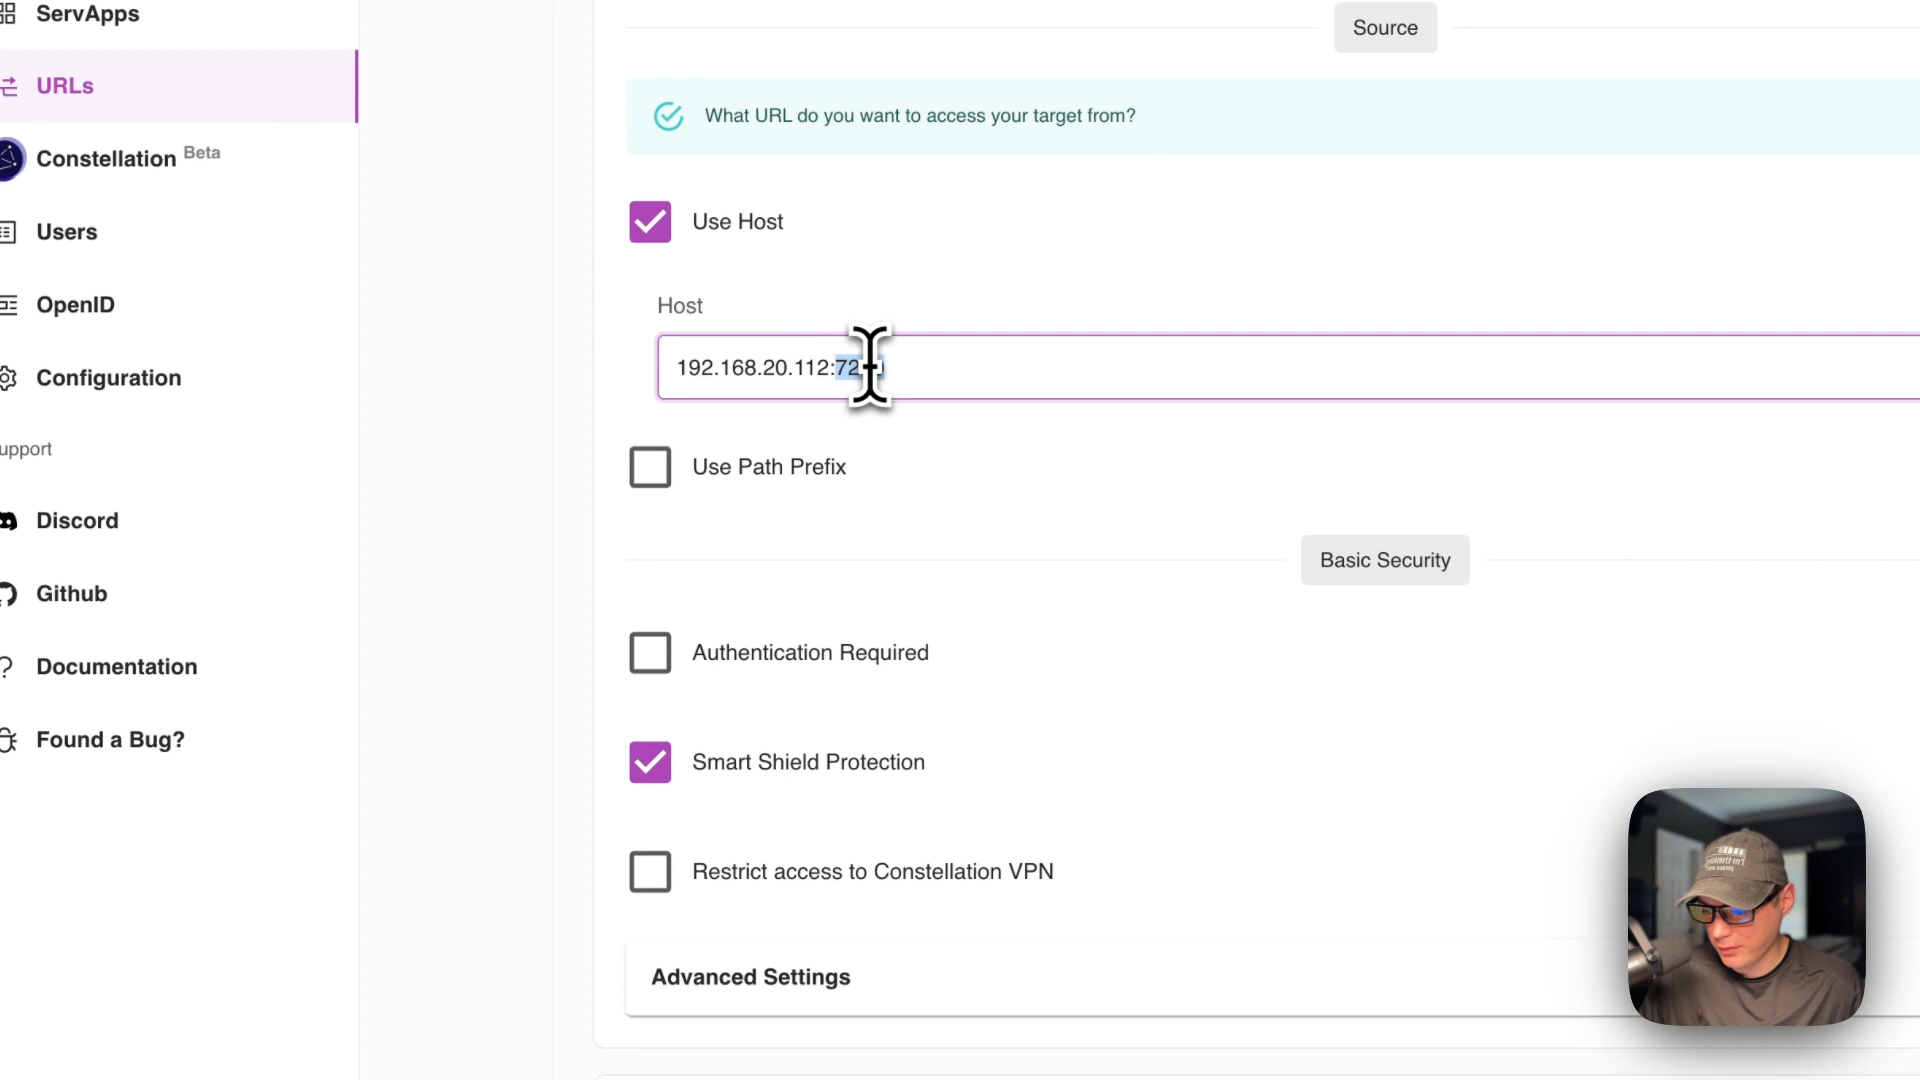 ServApps
URLs
Constellation Beta
Users
OpenID
Configuration
upport
Discord
Github
Documentation
Found a Bug?
Source
What URL do you want to access your target from?
Use Host
Host
192.168.20.112:72
Use Path Prefix
Basic Security
Authentication Required
Smart Shield Protection
Restrict access to Constellation VPN
Advanced Settings